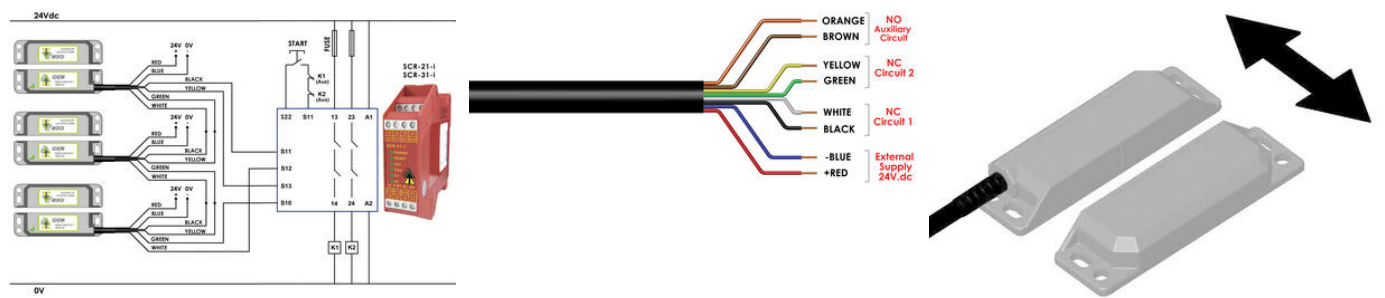 24Vdc
24V 0V
RED
BLUE
BLACK
YELLOW
GREEN
WHITE
24V 0V
RED
BLUE
BLACK
YELLOW
GREEN
WHITE
24V 0V
RED
BLUE
BLACK
YELLOW
GREEN
WHITE
IDEM
START
FUSE
K1
(Aux)
K2
(Aux)
SCR-21-i
SCR-31-i
S22 S11 13 23 A1
S11
S12
S13
S10
14 24 A2
K1 K2
0V
ORANGE
BROWN
NO
Auxiliary
Circuit
YELLOW
GREEN
NC
Circuit 2
WHITE
BLACK
NC
Circuit 1
-BLUE
+RED
External
Supply
24V.dc